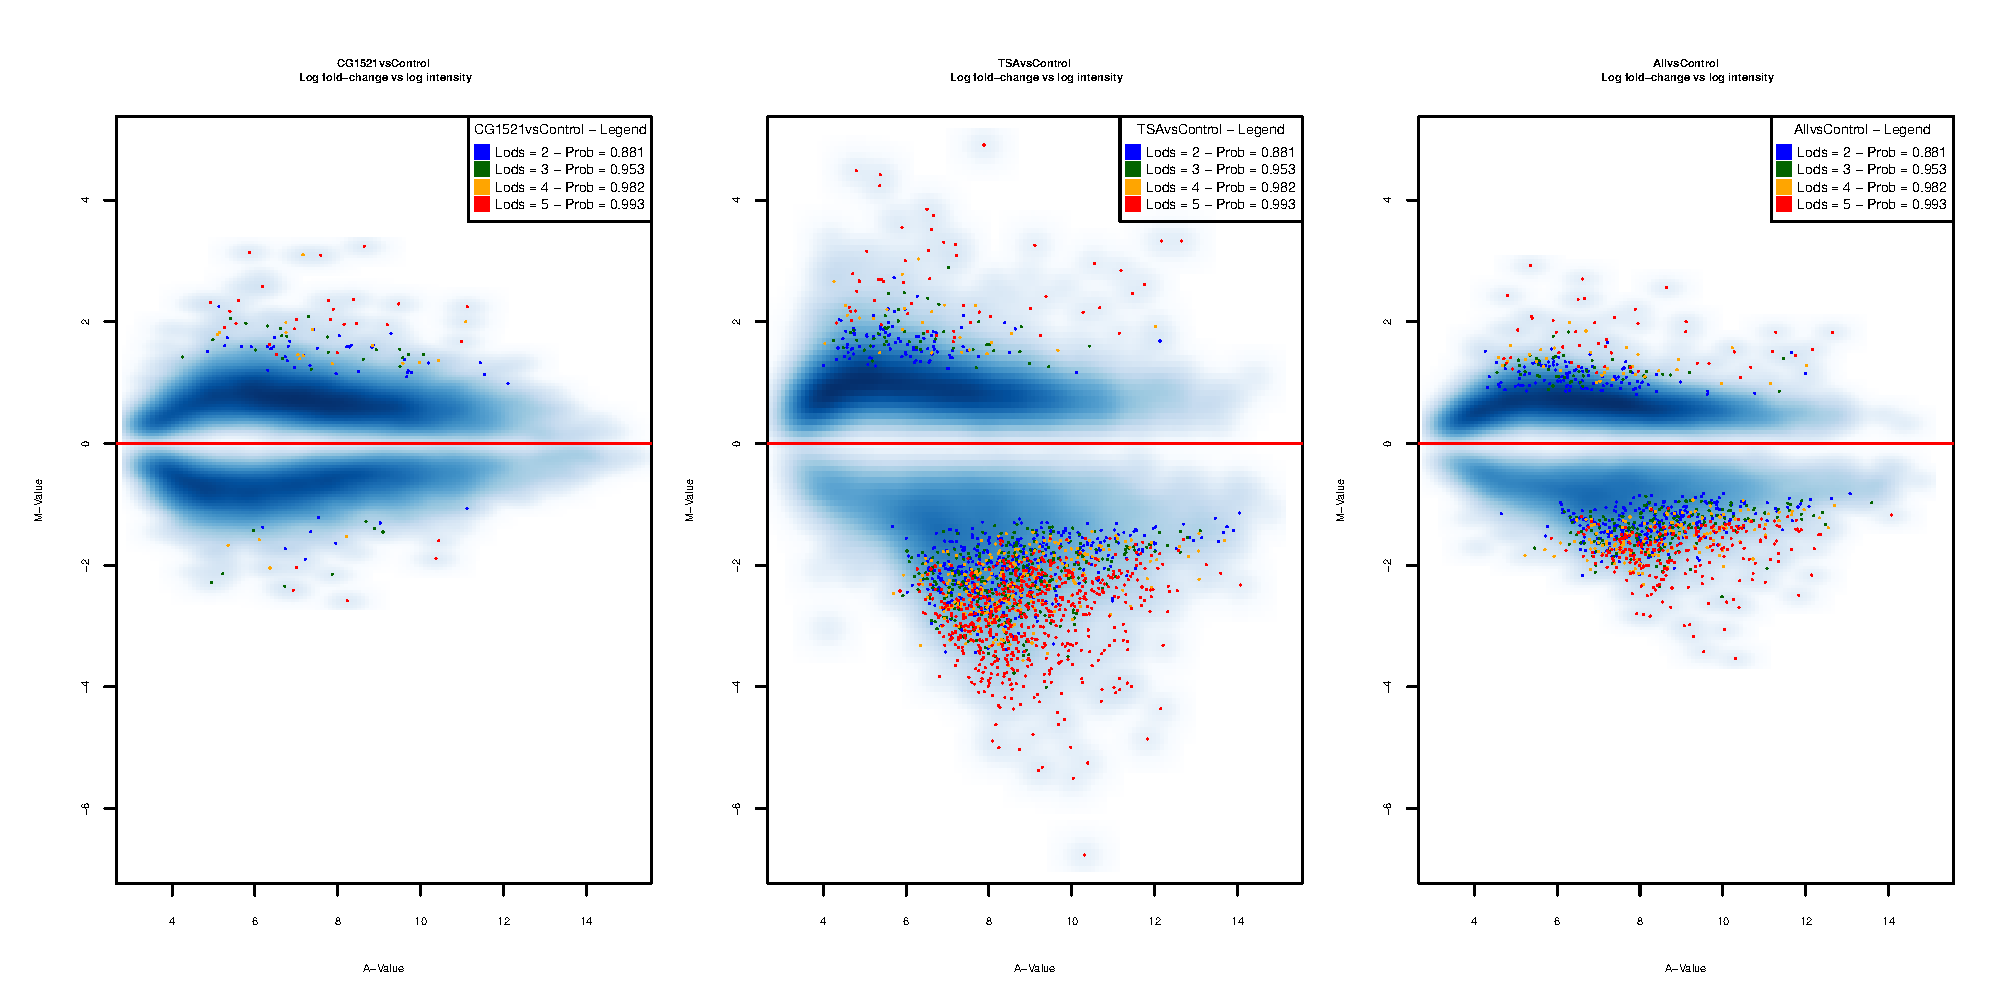 CG1521vsControl
Log fold−change vs log intensity
CG1521vsControl − Legend
Lods = 2 − Prob = 0.881
Lods = 3 − Prob = 0.953
Lods = 4 − Prob = 0.982
Lods = 5 − Prob = 0.993
4
2
0
−2
−4
−6
M−Value
4 6 8 10 12 14
A−Value
TSAvsControl
Log fold−change vs log intensity
TSAvsControl − Legend
Lods = 2 − Prob = 0.881
Lods = 3 − Prob = 0.953
Lods = 4 − Prob = 0.982
Lods = 5 − Prob = 0.993
4
2
0
−2
−4
−6
M−Value
4 6 8 10 12 14
A−Value
AllvsControl
Log fold−change vs log intensity
AllvsControl − Legend
Lods = 2 − Prob = 0.881
Lods = 3 − Prob = 0.953
Lods = 4 − Prob = 0.982
Lods = 5 − Prob = 0.993
4
2
0
−2
−4
−6
M−Value
4 6 8 10 12 14
A−Value